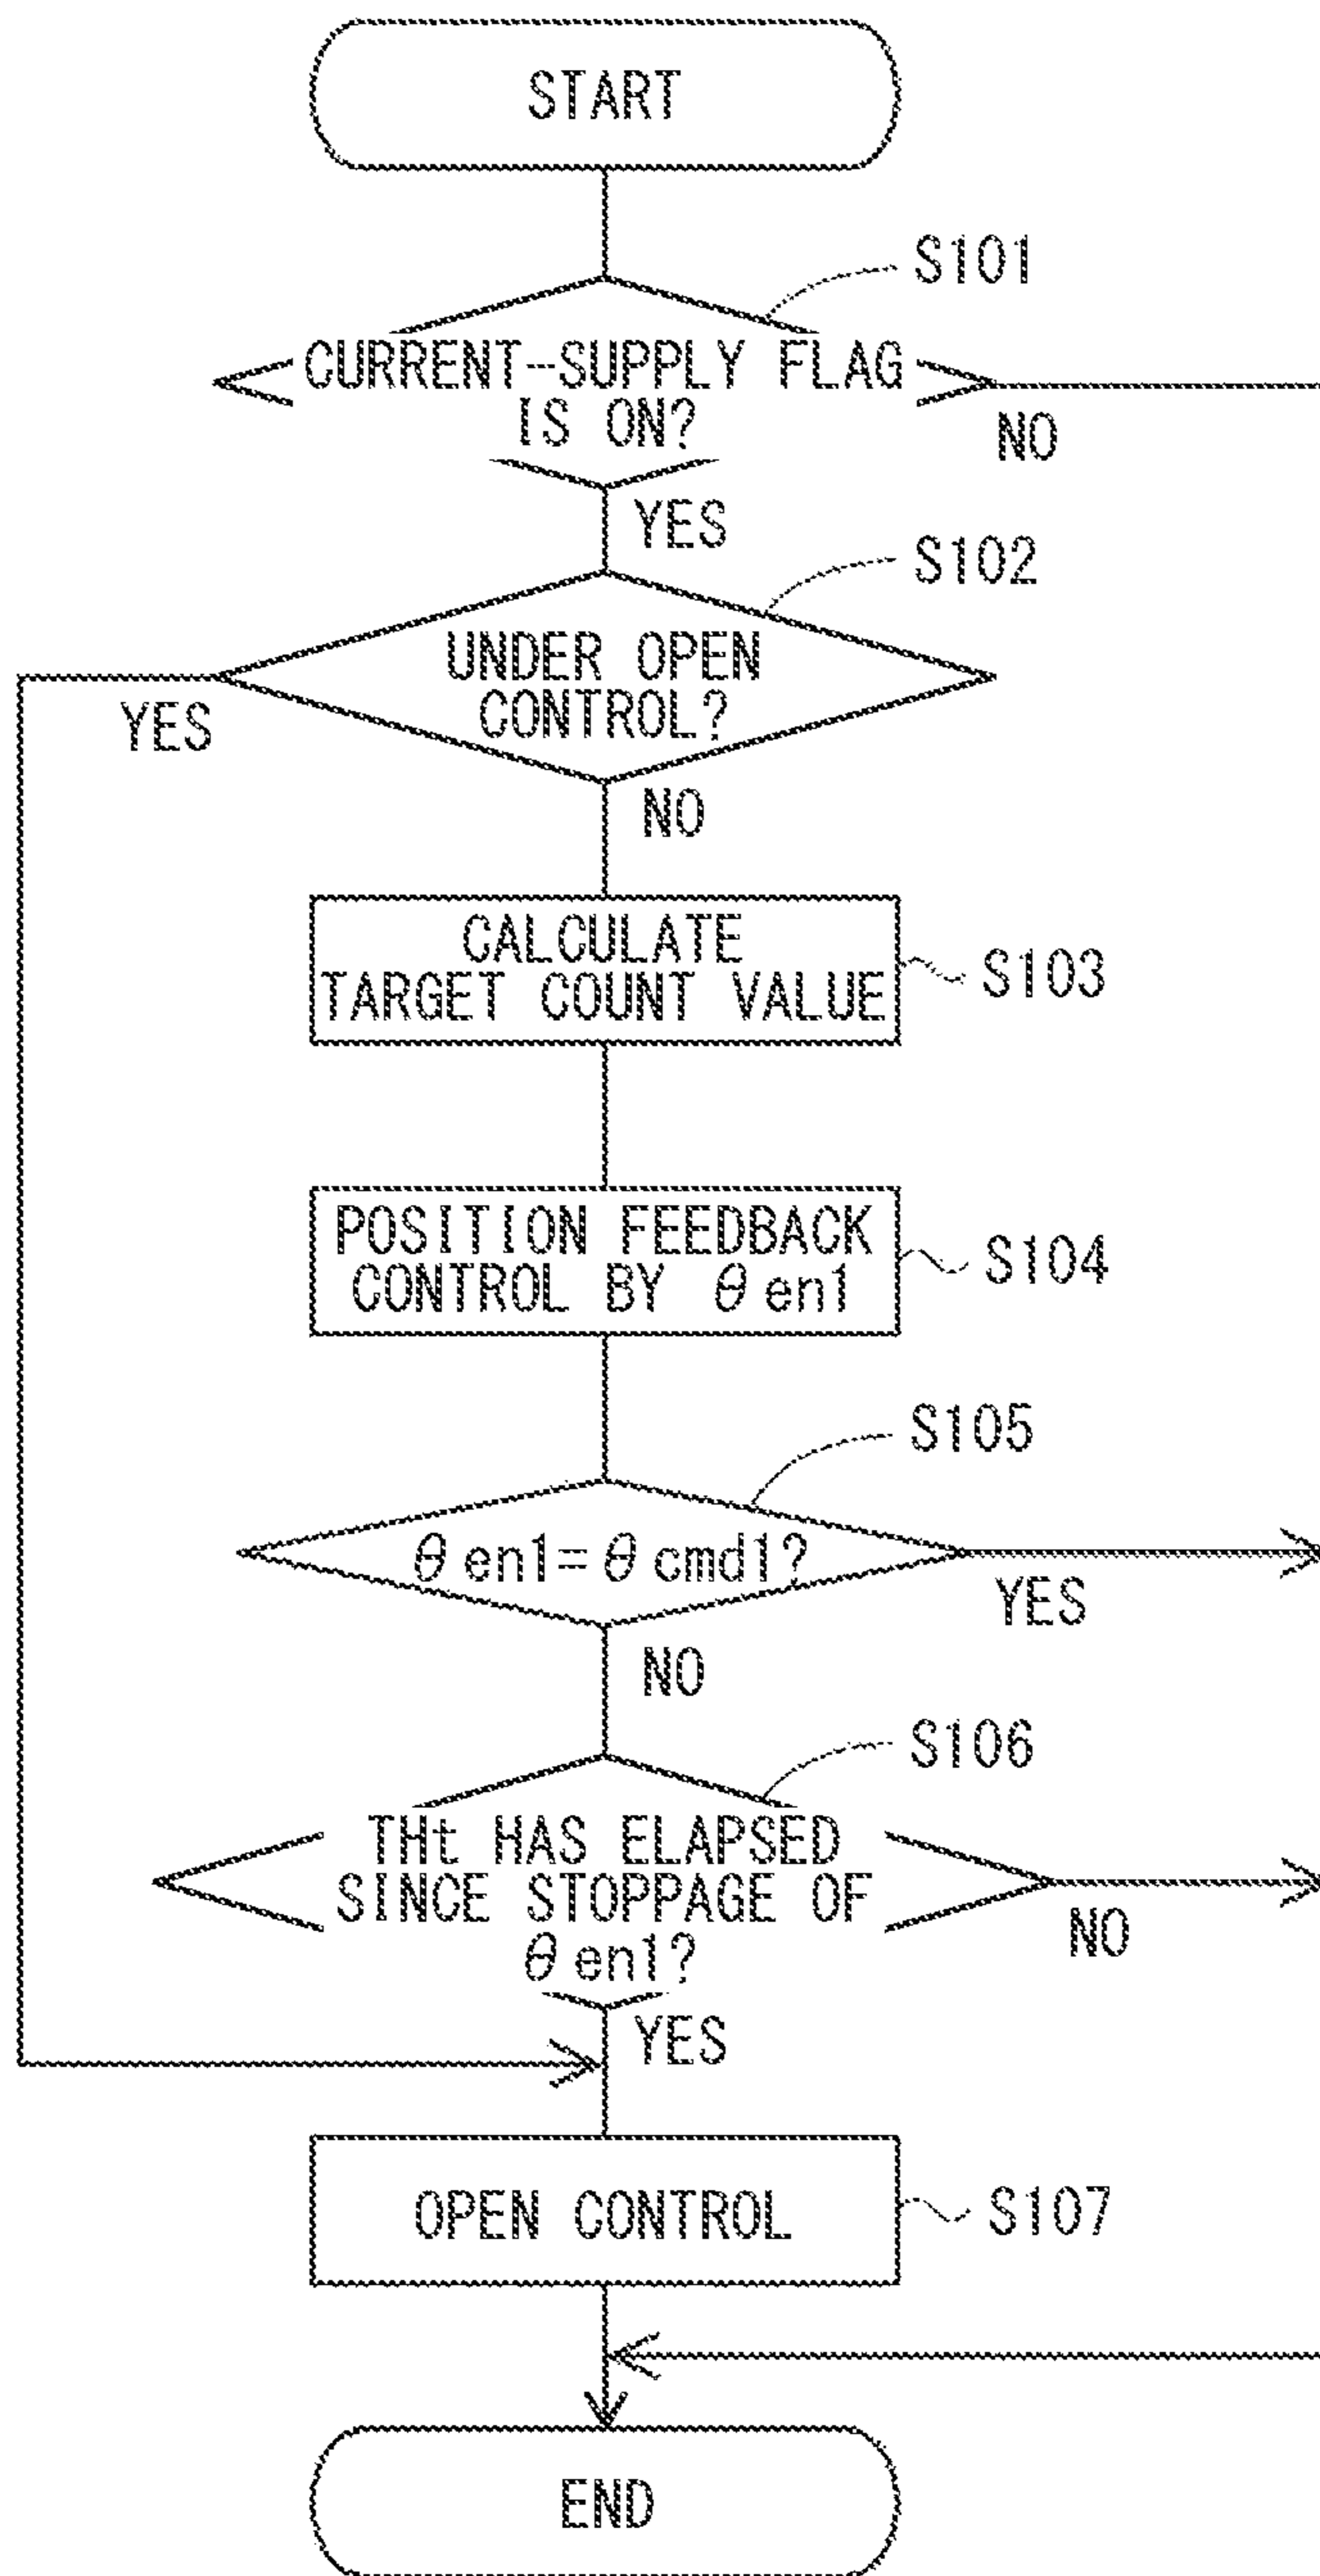 START
S101
CURRENT-SUPPLY FLAG
IS ON?
NO
YES
S102
UNDER OPEN
CONTROL?
YES
NO
CALCULATE
TARGET COUNT VALUE
S103
POSITION FEEDBACK
CONTROL BY θen1
S104
S105
θen1=θcmd1?
YES
NO
S106
THt HAS ELAPSED
SINCE STOPPAGE OF
θen1?
NO
YES
OPEN CONTROL
S107
END